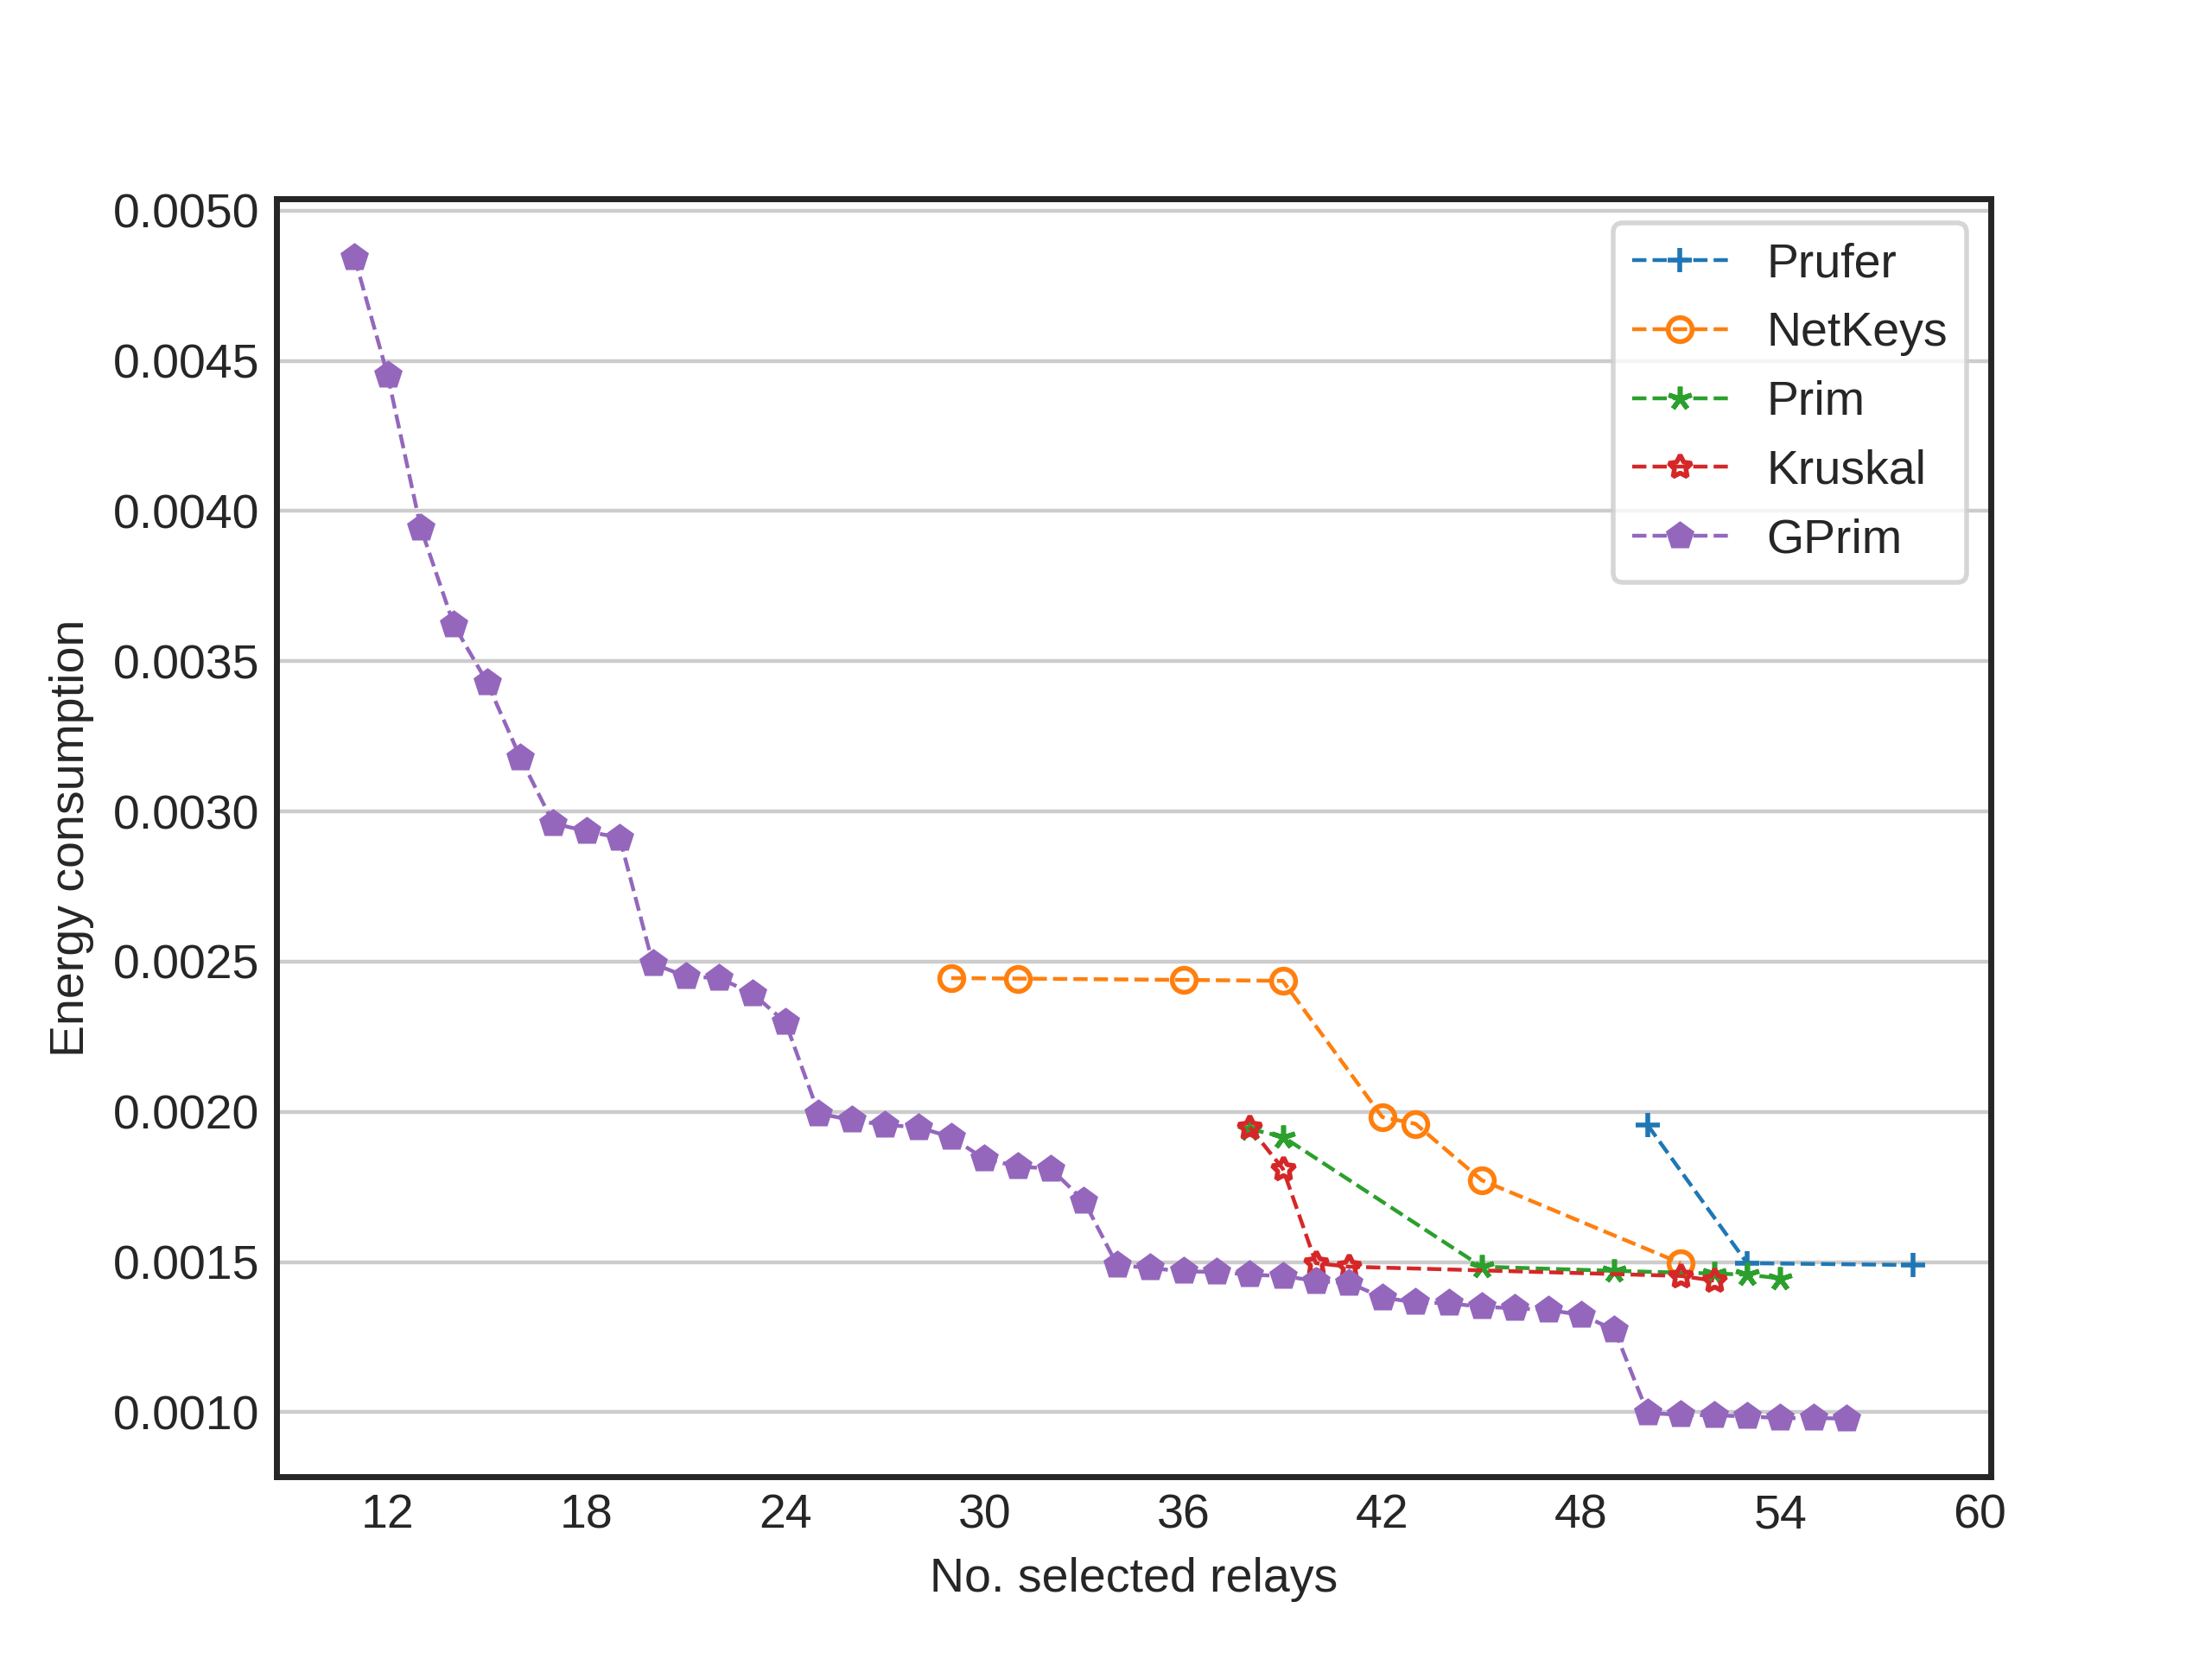 0.0050
0.0045
0.0040
0.0035
0.0030
0.0025
0.0020
0.0015
0.0010
Energy consumption
Prufer
NetKeys
Prim
Kruskal
GPrim
12 18 24 30 36 42 48 54 60
No. selected relays